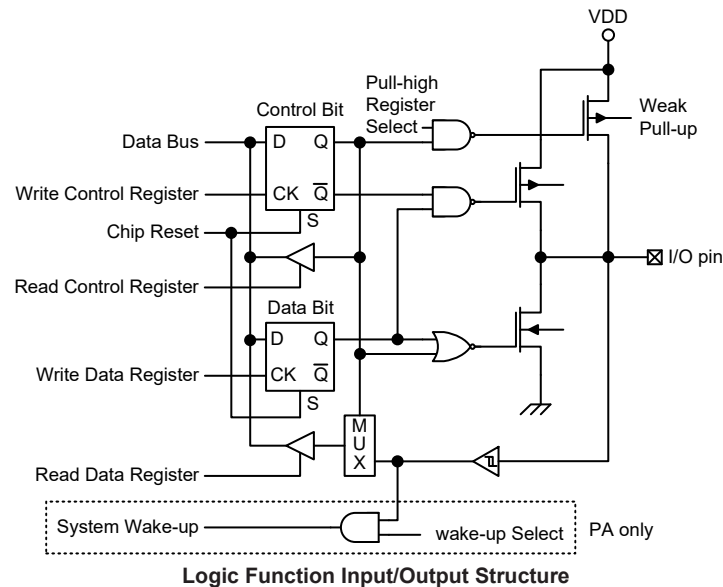 VDD
Pull-high
Register
Select
Weak
Pull-up
Control Bit
Data Bus
D
Q
Write Control Register
CK
Q
Chip Reset
S
I/O pin
Read Control Register
Data Bit
D
Q
Write Data Register
CK
Q
S
M
U
X
Read Data Register
System Wake-up
wake-up Select
PA only
Logic Function Input/Output Structure